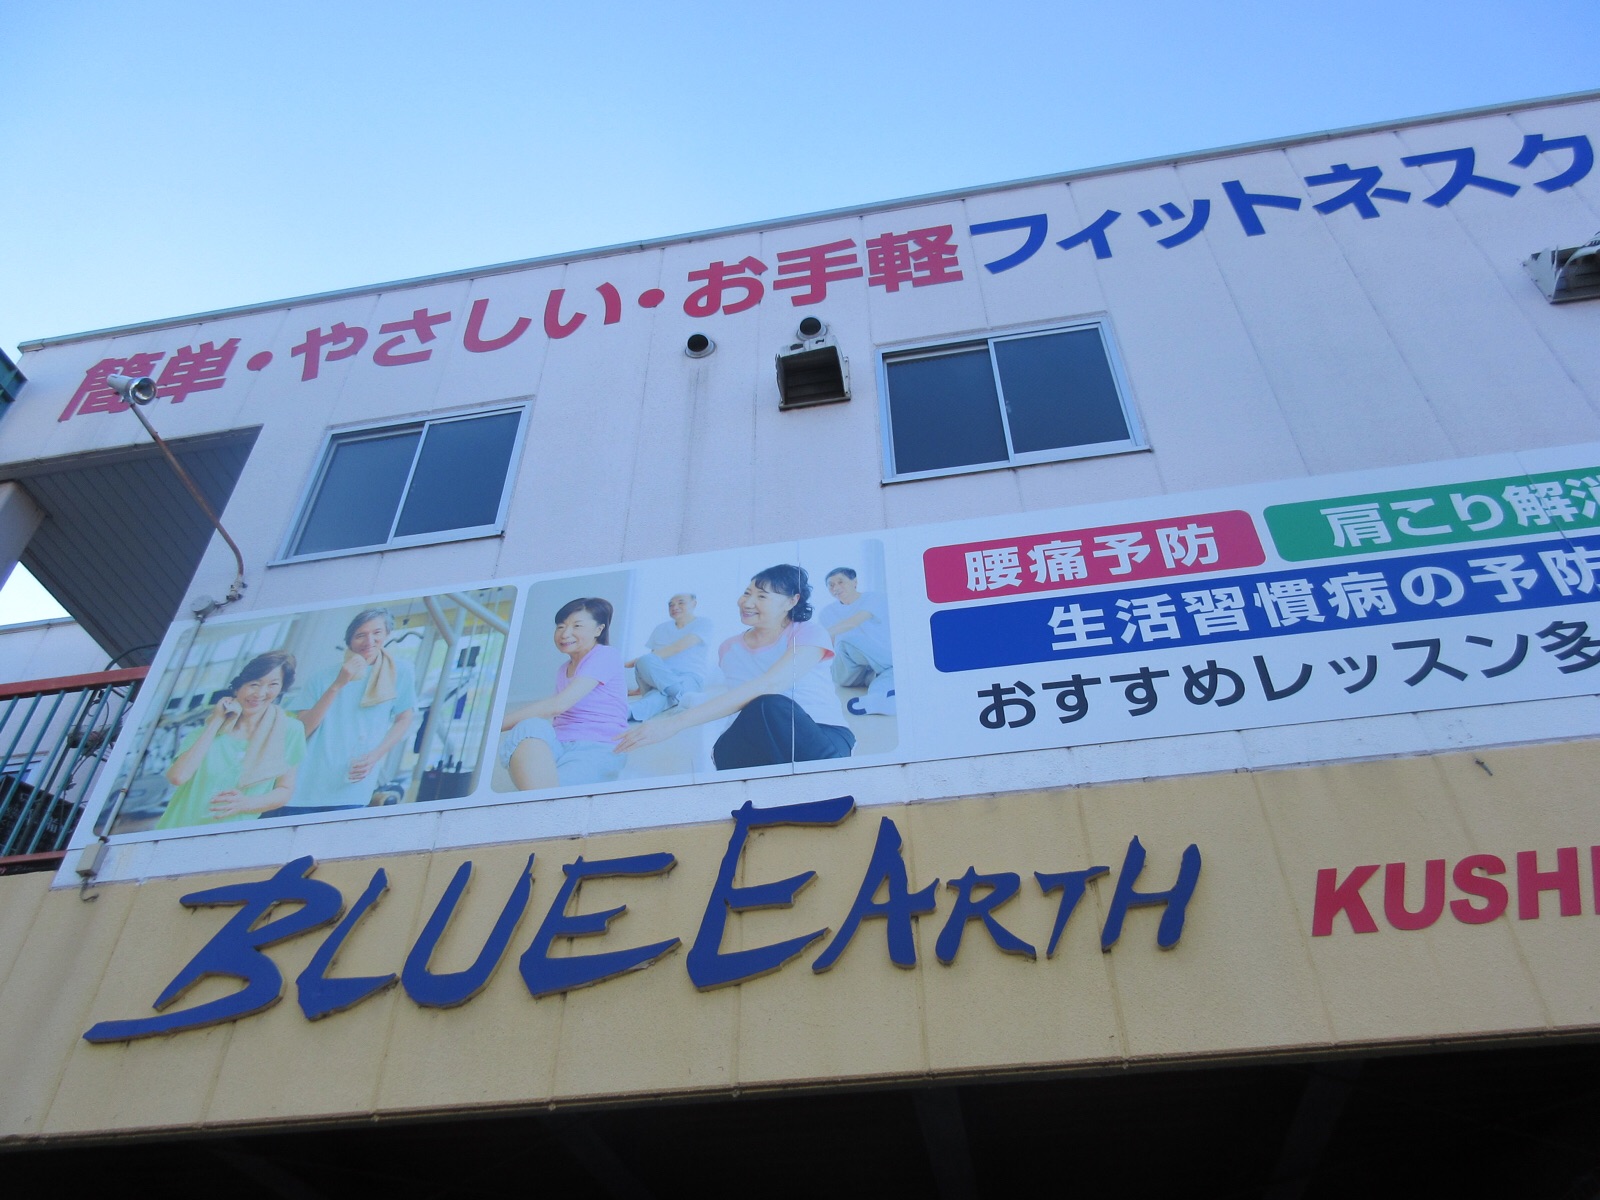 簡単・やさしい・お手軽フィットネスク
腰痛予防
肩こり解消
生活習慣病の予防
おすすめレッスン多
BLUE EARTH
KUSHI